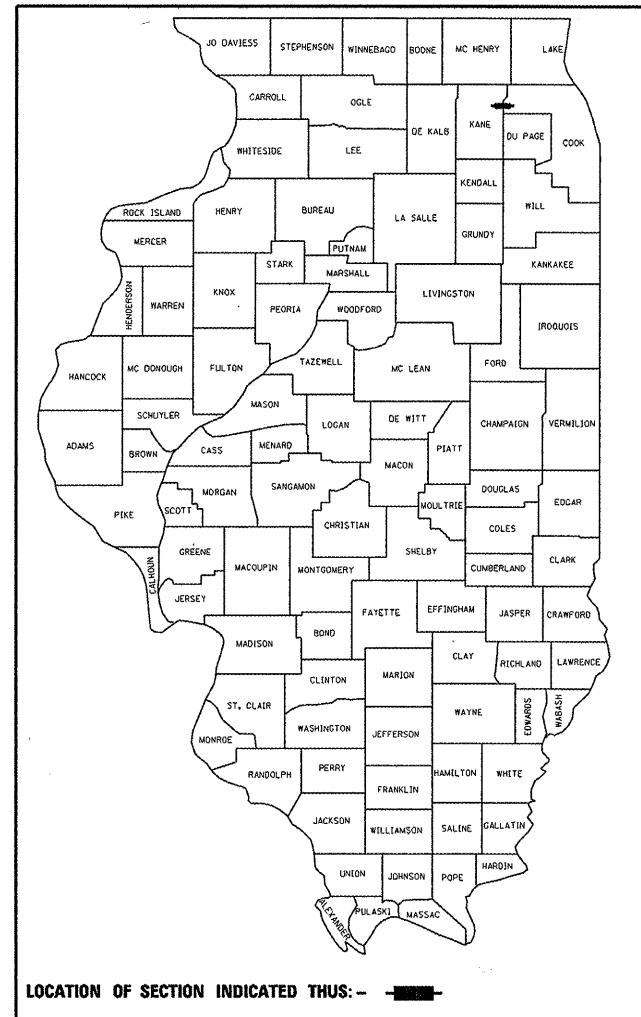 JO DAVIESS
STEPHENSON
WINNEBAGO
BOONE
MC HENRY
LAKE
CARROLL
OGLE
DE KALB
KANE
DU PAGE
COOK
WHITESIDE
LEE
KENDALL
WILL
ROCK ISLAND
HENRY
BUREAU
LA SALLE
GRUNDY
MERCER
PUTNAM
KANKAKEE
STARK
MARSHALL
HENDERSON
WARREN
KNOX
PEORIA
WOODFORD
LIVINGSTON
IROQUOIS
HANCOCK
MC DONOUGH
FULTON
TAZEWELL
MC LEAN
FORD
SCHUYLER
MASON
LOGAN
DE WITT
CHAMPAIGN
VERMILION
ADAMS
BROWN
CASS
MENARD
MACON
PIATT
PIKE
SCOTT
MORGAN
SANGAMON
CHRISTIAN
MOULTRIE
DOUGLAS
EDGAR
COLES
CALHOUN
GREENE
MACOUPIN
MONTGOMERY
SHELBY
CUMBERLAND
CLARK
JERSEY
FAYETTE
EFFINGHAM
JASPER
CRAWFORD
MADISON
BOND
CLAY
RICHLAND
LAWRENCE
CLINTON
MARION
ST. CLAIR
WAYNE
EDWARDS
WABASH
MONROE
WASHINGTON
JEFFERSON
RANDOLPH
PERRY
HAMILTON
WHITE
FRANKLIN
JACKSON
WILLIAMSON
SALINE
GALLATIN
UNION
JOHNSON
POPE
HARDIN
ALEXANDER
PULASKI
MASSAC
LOCATION OF SECTION INDICATED THUS: -